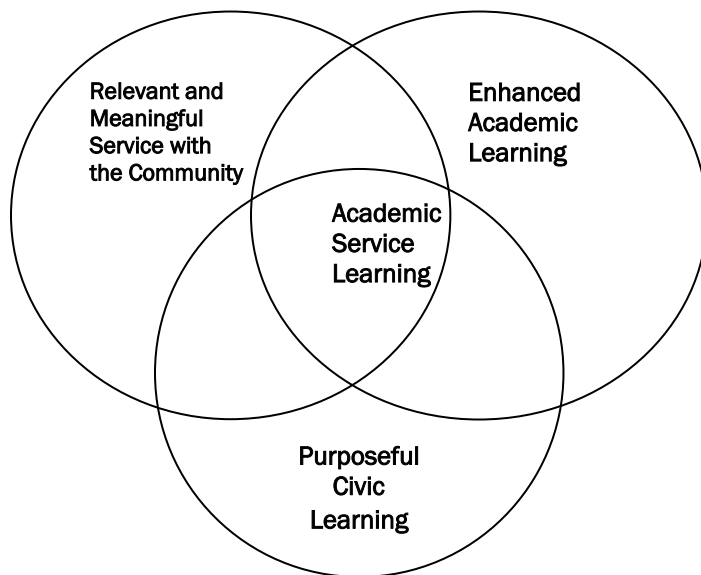 Relevant and
Meaningful
Service with
the Community
Enhanced
Academic
Learning
Academic
Service
Learning
Purposeful
Civic
Learning